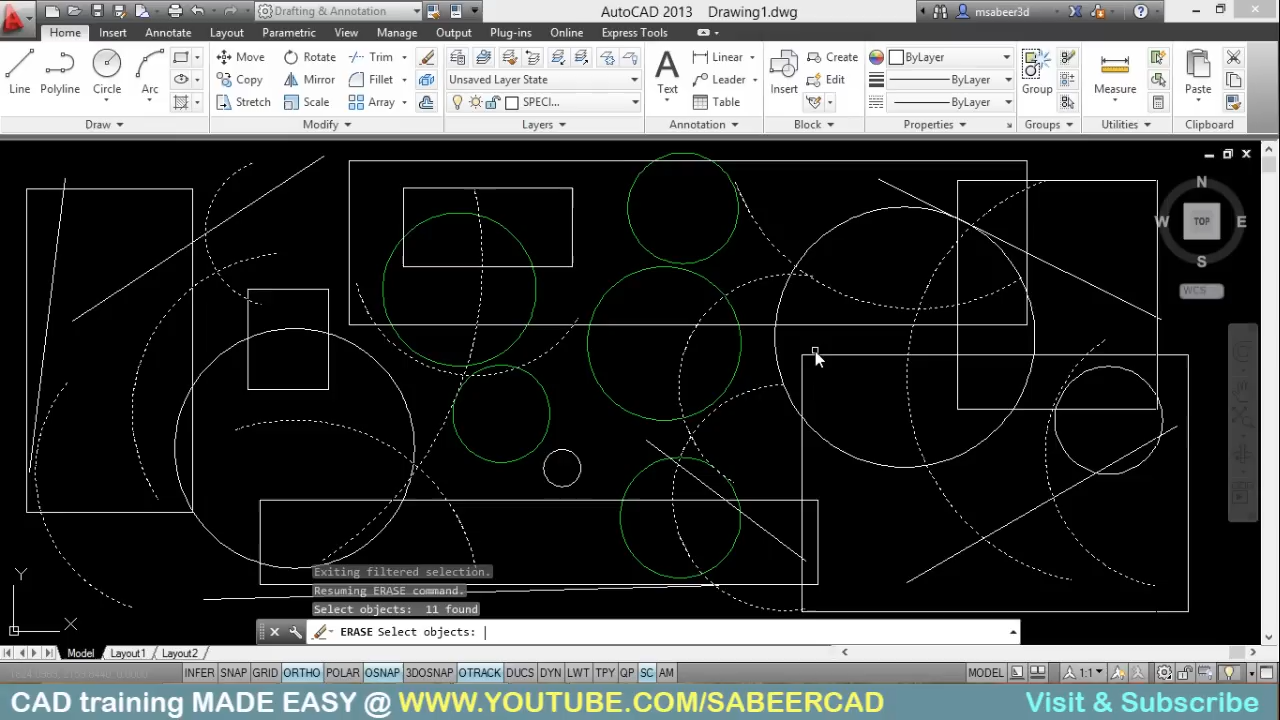 Drafting & Annotation
AutoCAD 2013 Drawing1.dwg
msabeer3d
Home Insert Annotate Layout Parametric View Manage Output Plug-ins Online Express Tools
Line Polyline Circle Arc
Move Rotate Trim
Copy Mirror Fillet
Stretch Scale Array
Unsaved Layer State
SPECI...
Text
Linear
Leader
Table
Insert
Create
Edit
ByLayer
ByLayer
ByLayer
Group
Measure
Paste
Draw Modify Layers Annotation Block Properties Groups Utilities Clipboard
N
W TOP E
S
WCS
Y
X
Exiting filtered selection.
Resuming ERASE command.
Select objects: 11 found
ERASE Select objects:
Model Layout1 Layout2
INFER SNAP GRID ORTHO POLAR OSNAP 3DOSNAP OTRACK DUCS DYN LWT TPY QP SC AM MODEL 1:1
CAD training MADE EASY @ WWW.YOUTUBE.COM/SABEERCAD Visit & Subscribe